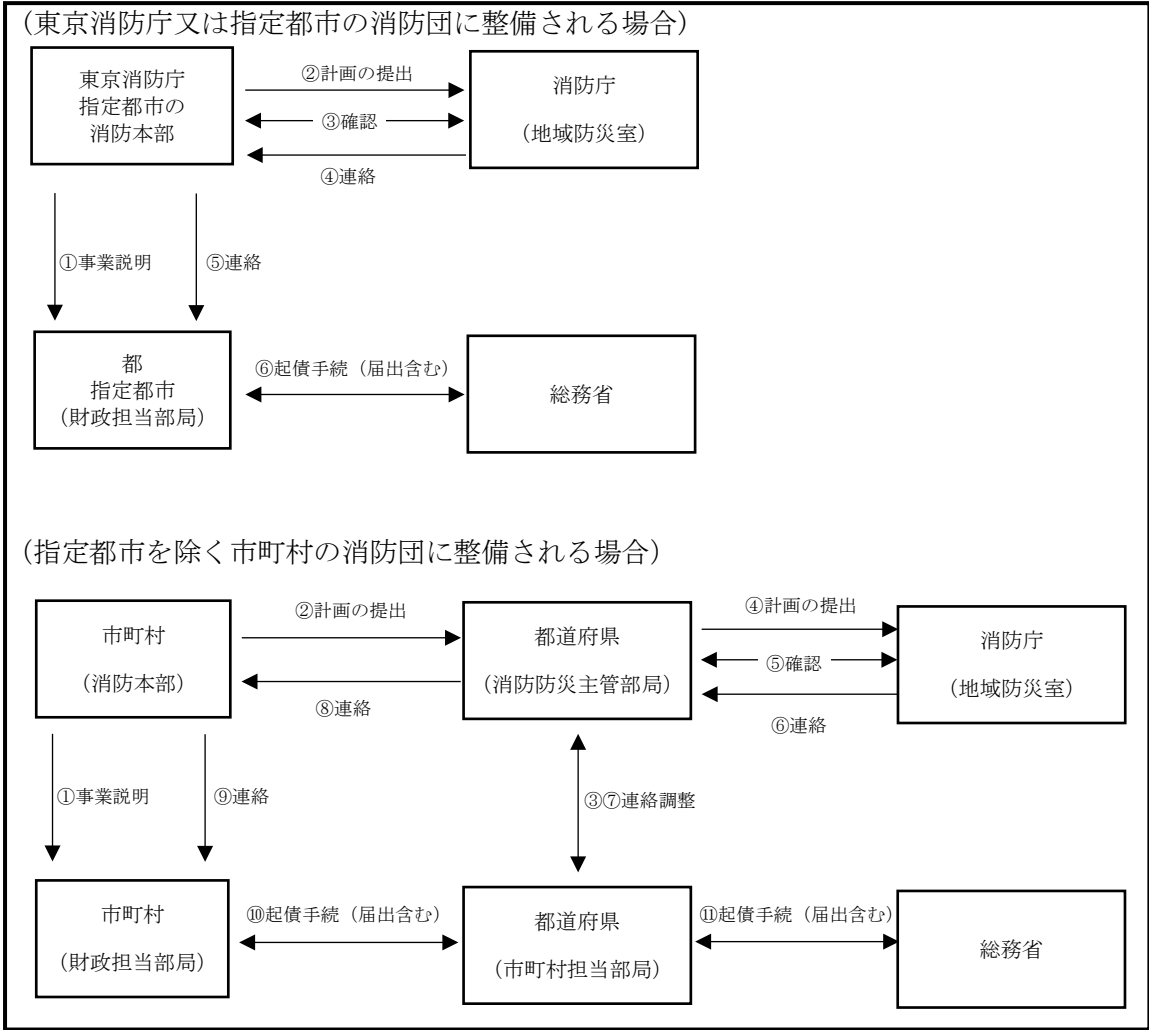 （東京消防庁又は指定都市の消防団に整備される場合）
東京消防庁
指定都市の
消防本部
②計画の提出
③確認
④連絡
消防庁
（地域防災室）
①事業説明
⑤連絡
都
指定都市
（財政担当部局）
⑥起債手続（届出含む）
総務省
（指定都市を除く市町村の消防団に整備される場合）
市町村
（消防本部）
②計画の提出
⑧連絡
都道府県
（消防防災主管部局）
④計画の提出
⑤確認
⑥連絡
消防庁
（地域防災室）
①事業説明
⑨連絡
③⑦連絡調整
市町村
（財政担当部局）
⑩起債手続（届出含む）
都道府県
（市町村担当部局）
⑪起債手続（届出含む）
総務省